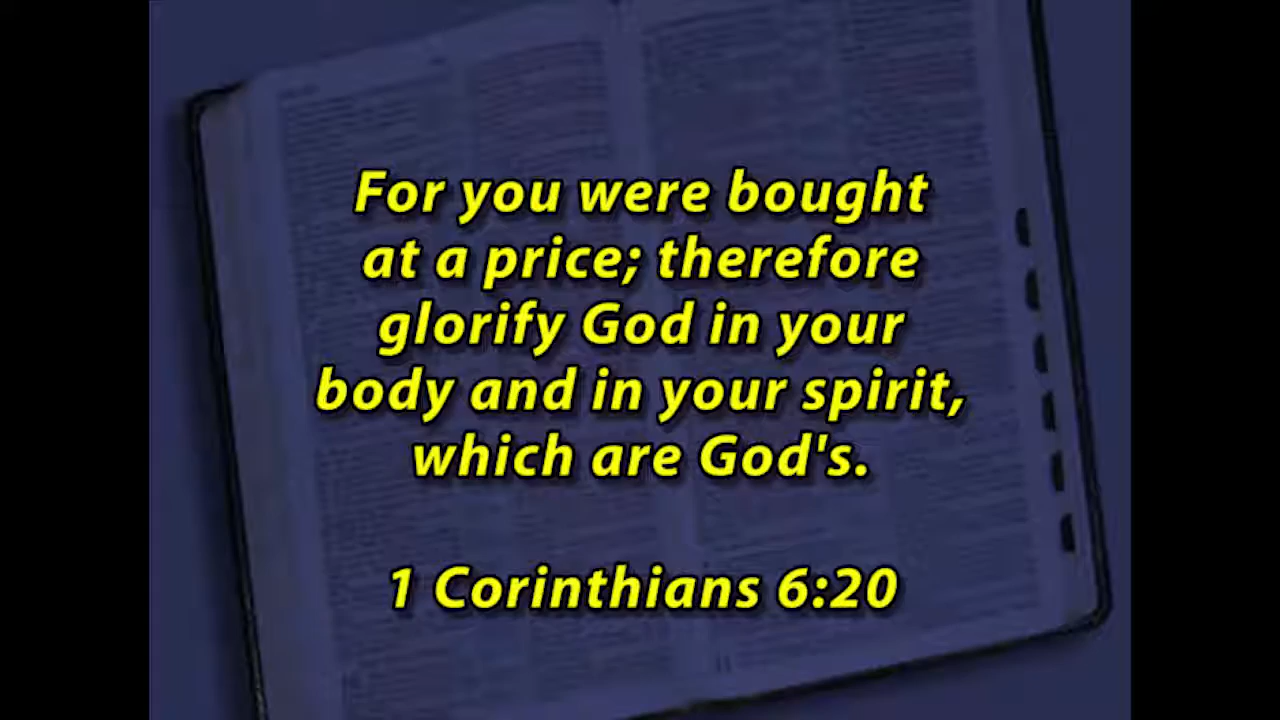 For you were bought
at a price; therefore
glorify God in your
body and in your spirit,
which are God's.
1 Corinthians 6:20